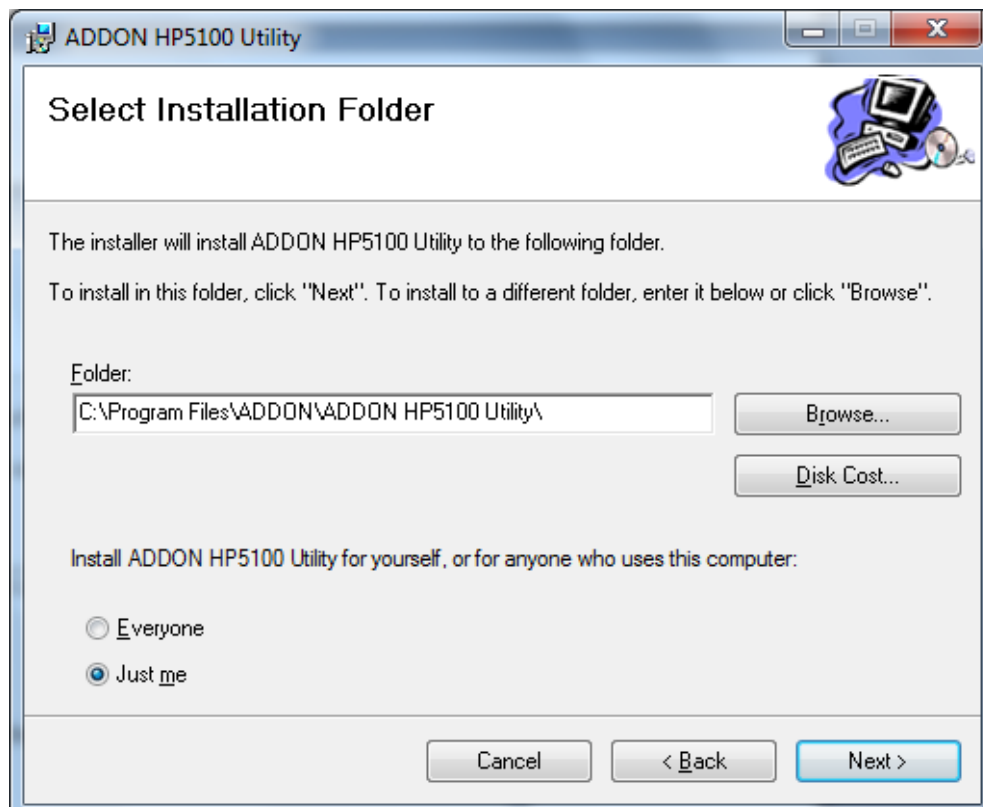 ADDON HP5100 Utility
Select Installation Folder
The installer will install ADDON HP5100 Utility to the following folder.
To install in this folder, click "Next". To install to a different folder, enter it below or click "Browse".
Folder:
C:\Program Files\ADDON\ADDON HP5100 Utility\
Browse...
Disk Cost...
Install ADDON HP5100 Utility for yourself, or for anyone who uses this computer:
Everyone
Just me
Cancel
< Back
Next >